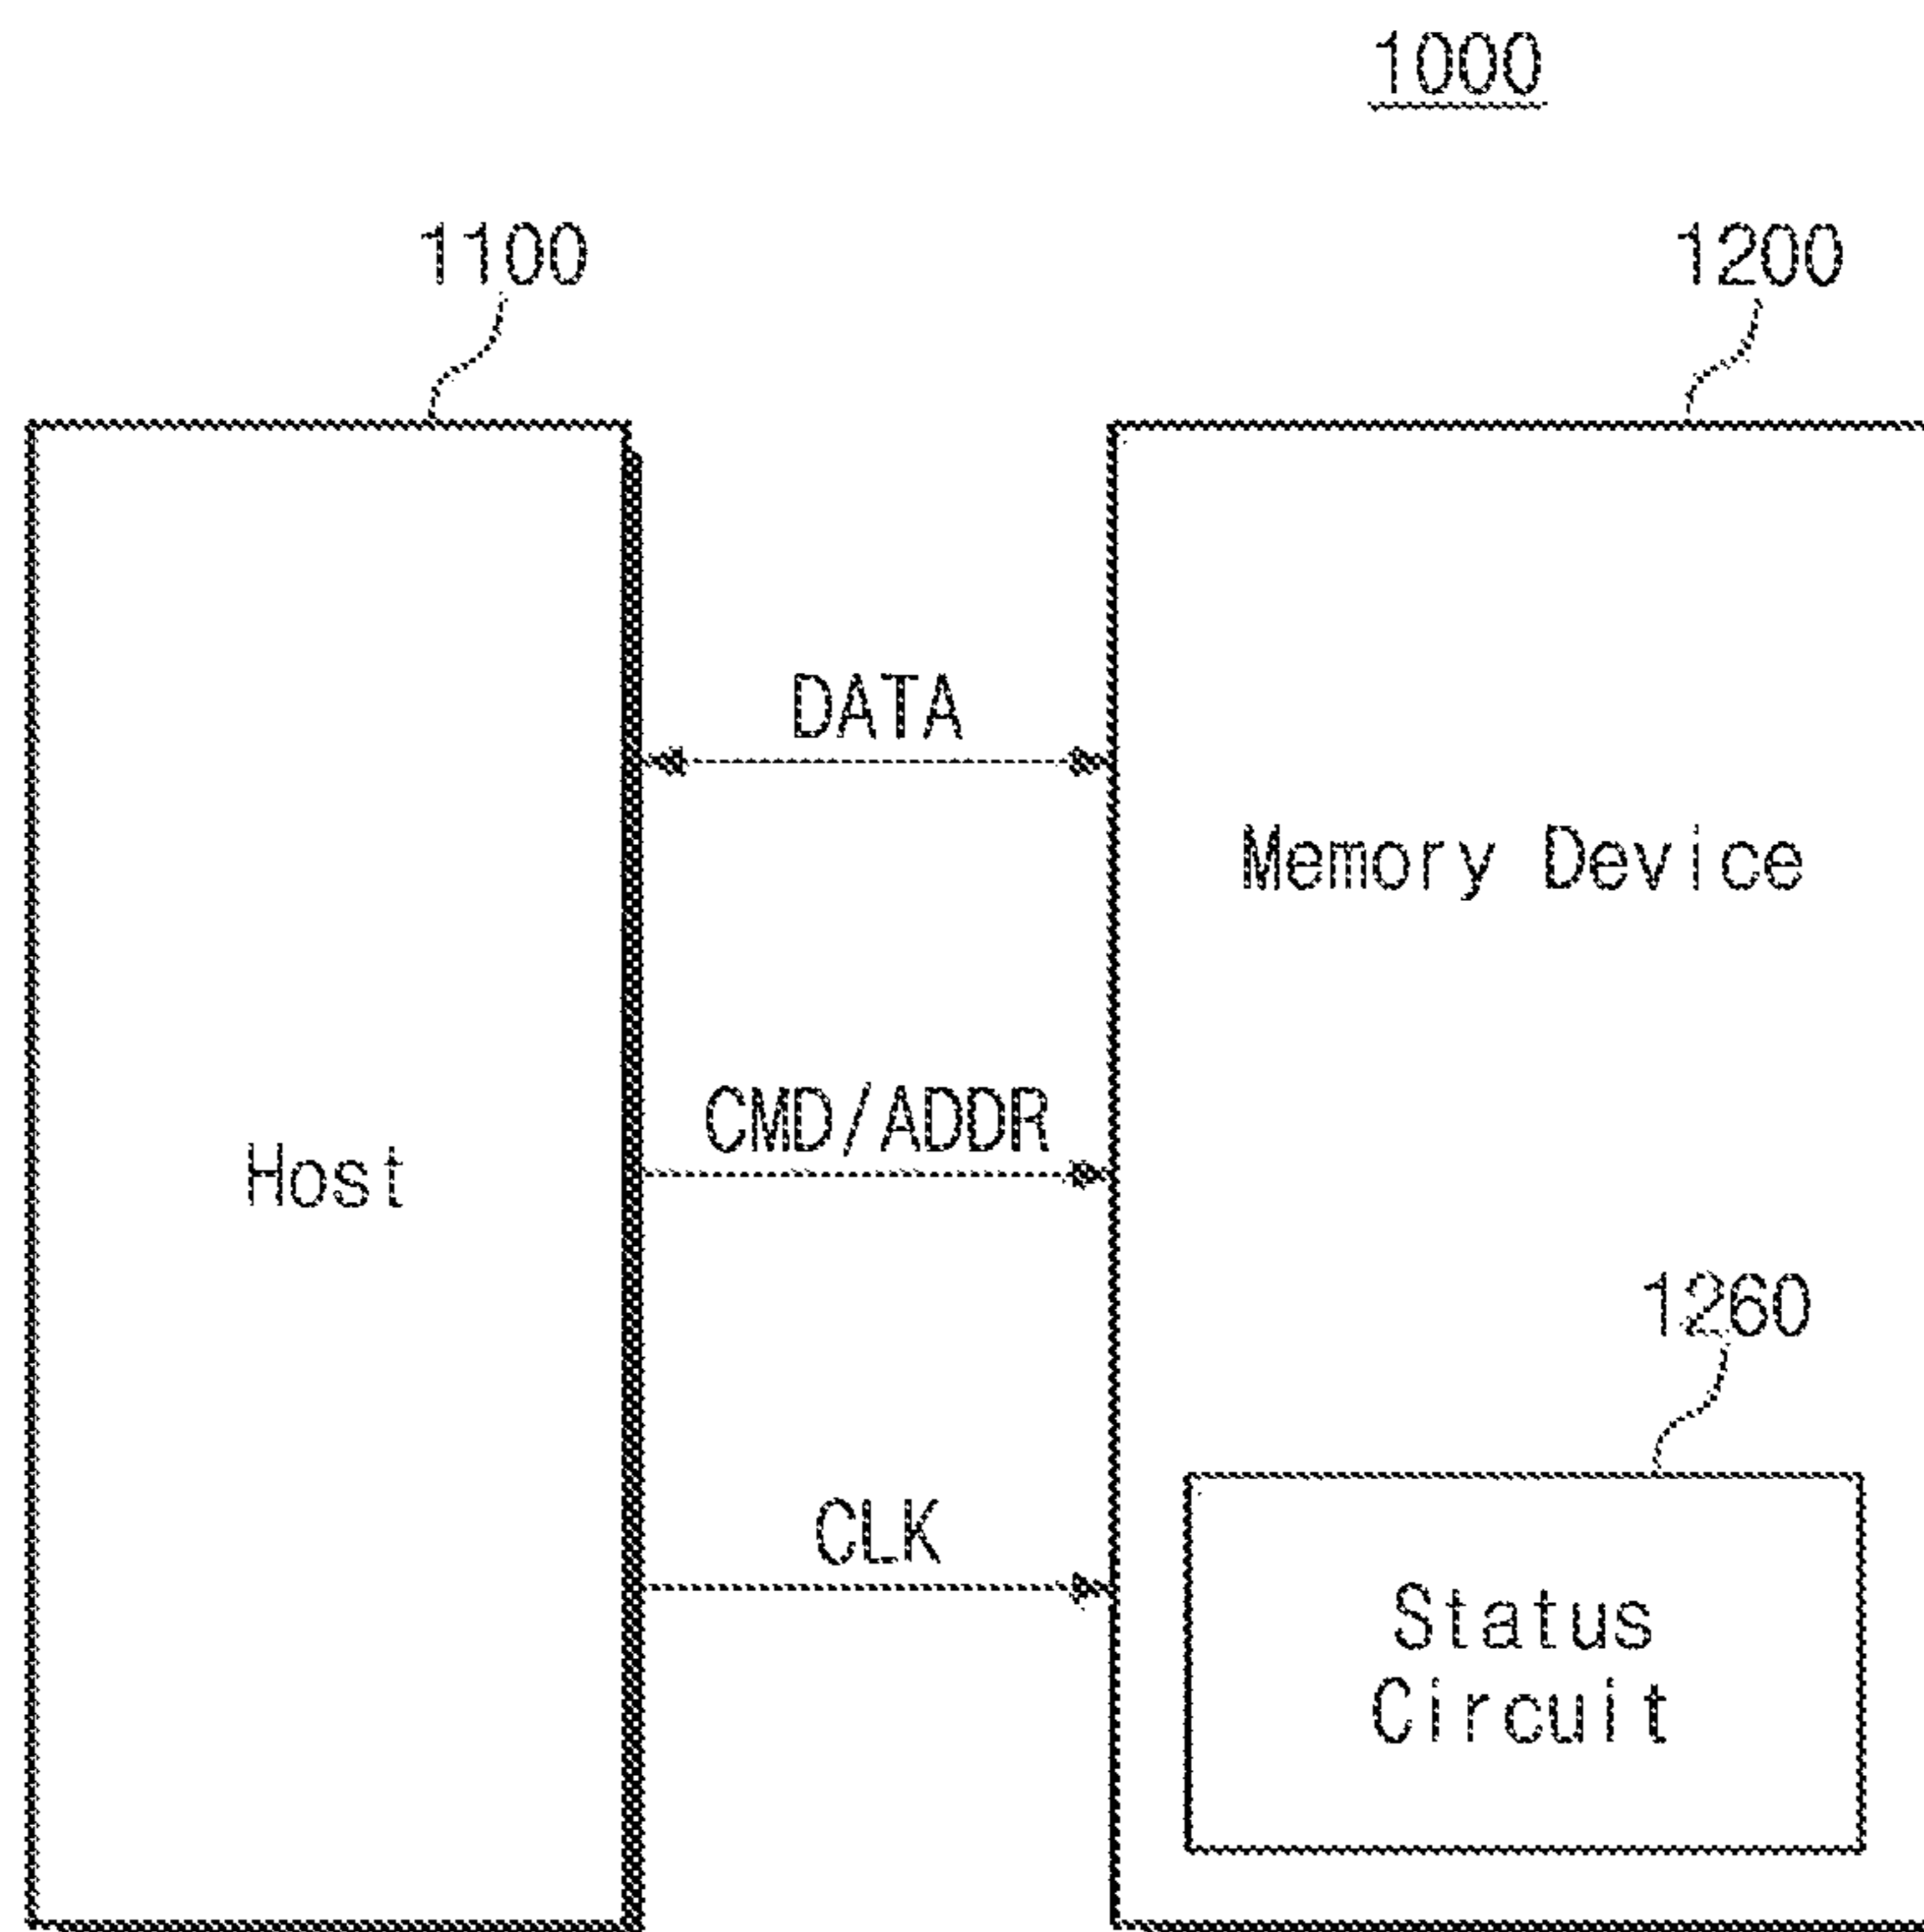 1000
1100
1200
DATA
Memory Device
CMD/ADDR
Host
1260
CLK
Status
Circuit